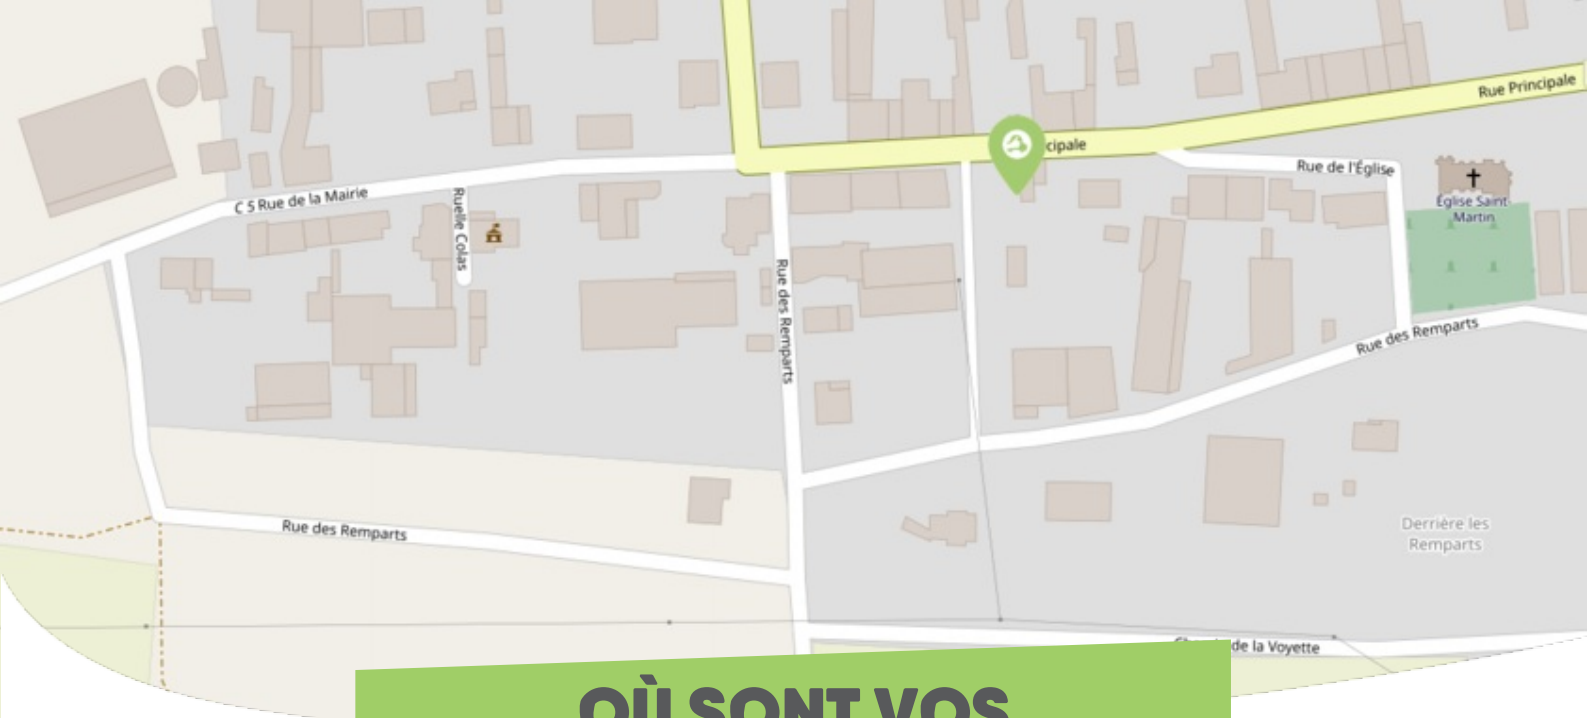 Rue Principale
cipale
Rue de l'Église
C 5 Rue de la Mairie
Ruelle Colas
Église Saint-
Martin
Rue des Remparts
Rue des Remparts
Rue des Remparts
Derrière les
Remparts
de la Voyette
OÙ SONT VOS